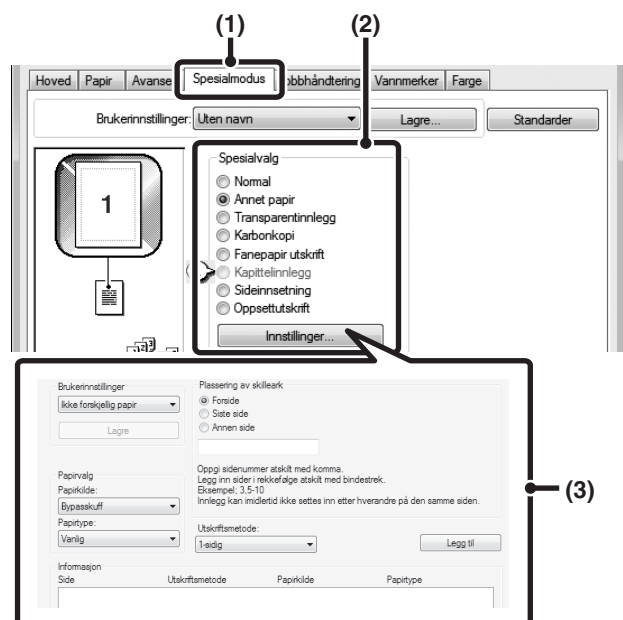 (1)
(2)
Hoved Papir Avanse Spesialmodus obbhåndtering Vannmerker Farge
Brukerinnstillinger: Uten navn Lagre... Standarder
1
Spesialvalg
Normal
Annet papir
Transparentinnlegg
Karbonkopi
Fanepapir utskrift
Kapittelinnlegg
Sideinnsetning
Oppsettutskrift
Innstillinger...
Brukerinnstillinger
Ikke forskjellig papir
Lagre
Plassering av skilleark
Forside
Siste side
Annen side
Oppgi sidenummer atskilt med komma.
Legg inn sider i rekkefølge atskilt med bindestrek.
Eksempel; 3,5-10
Innlegg kan imidlertid ikke settes inn etter hverandre på den samme siden.
(3)
Papirvalg
Papirkilde:
Bypasskuff
Papirtype:
Vanlig
Utskriftsmetode:
1-sidig Legg til
Informasjon
Side Utskriftsmetode Papirkilde Papirtype